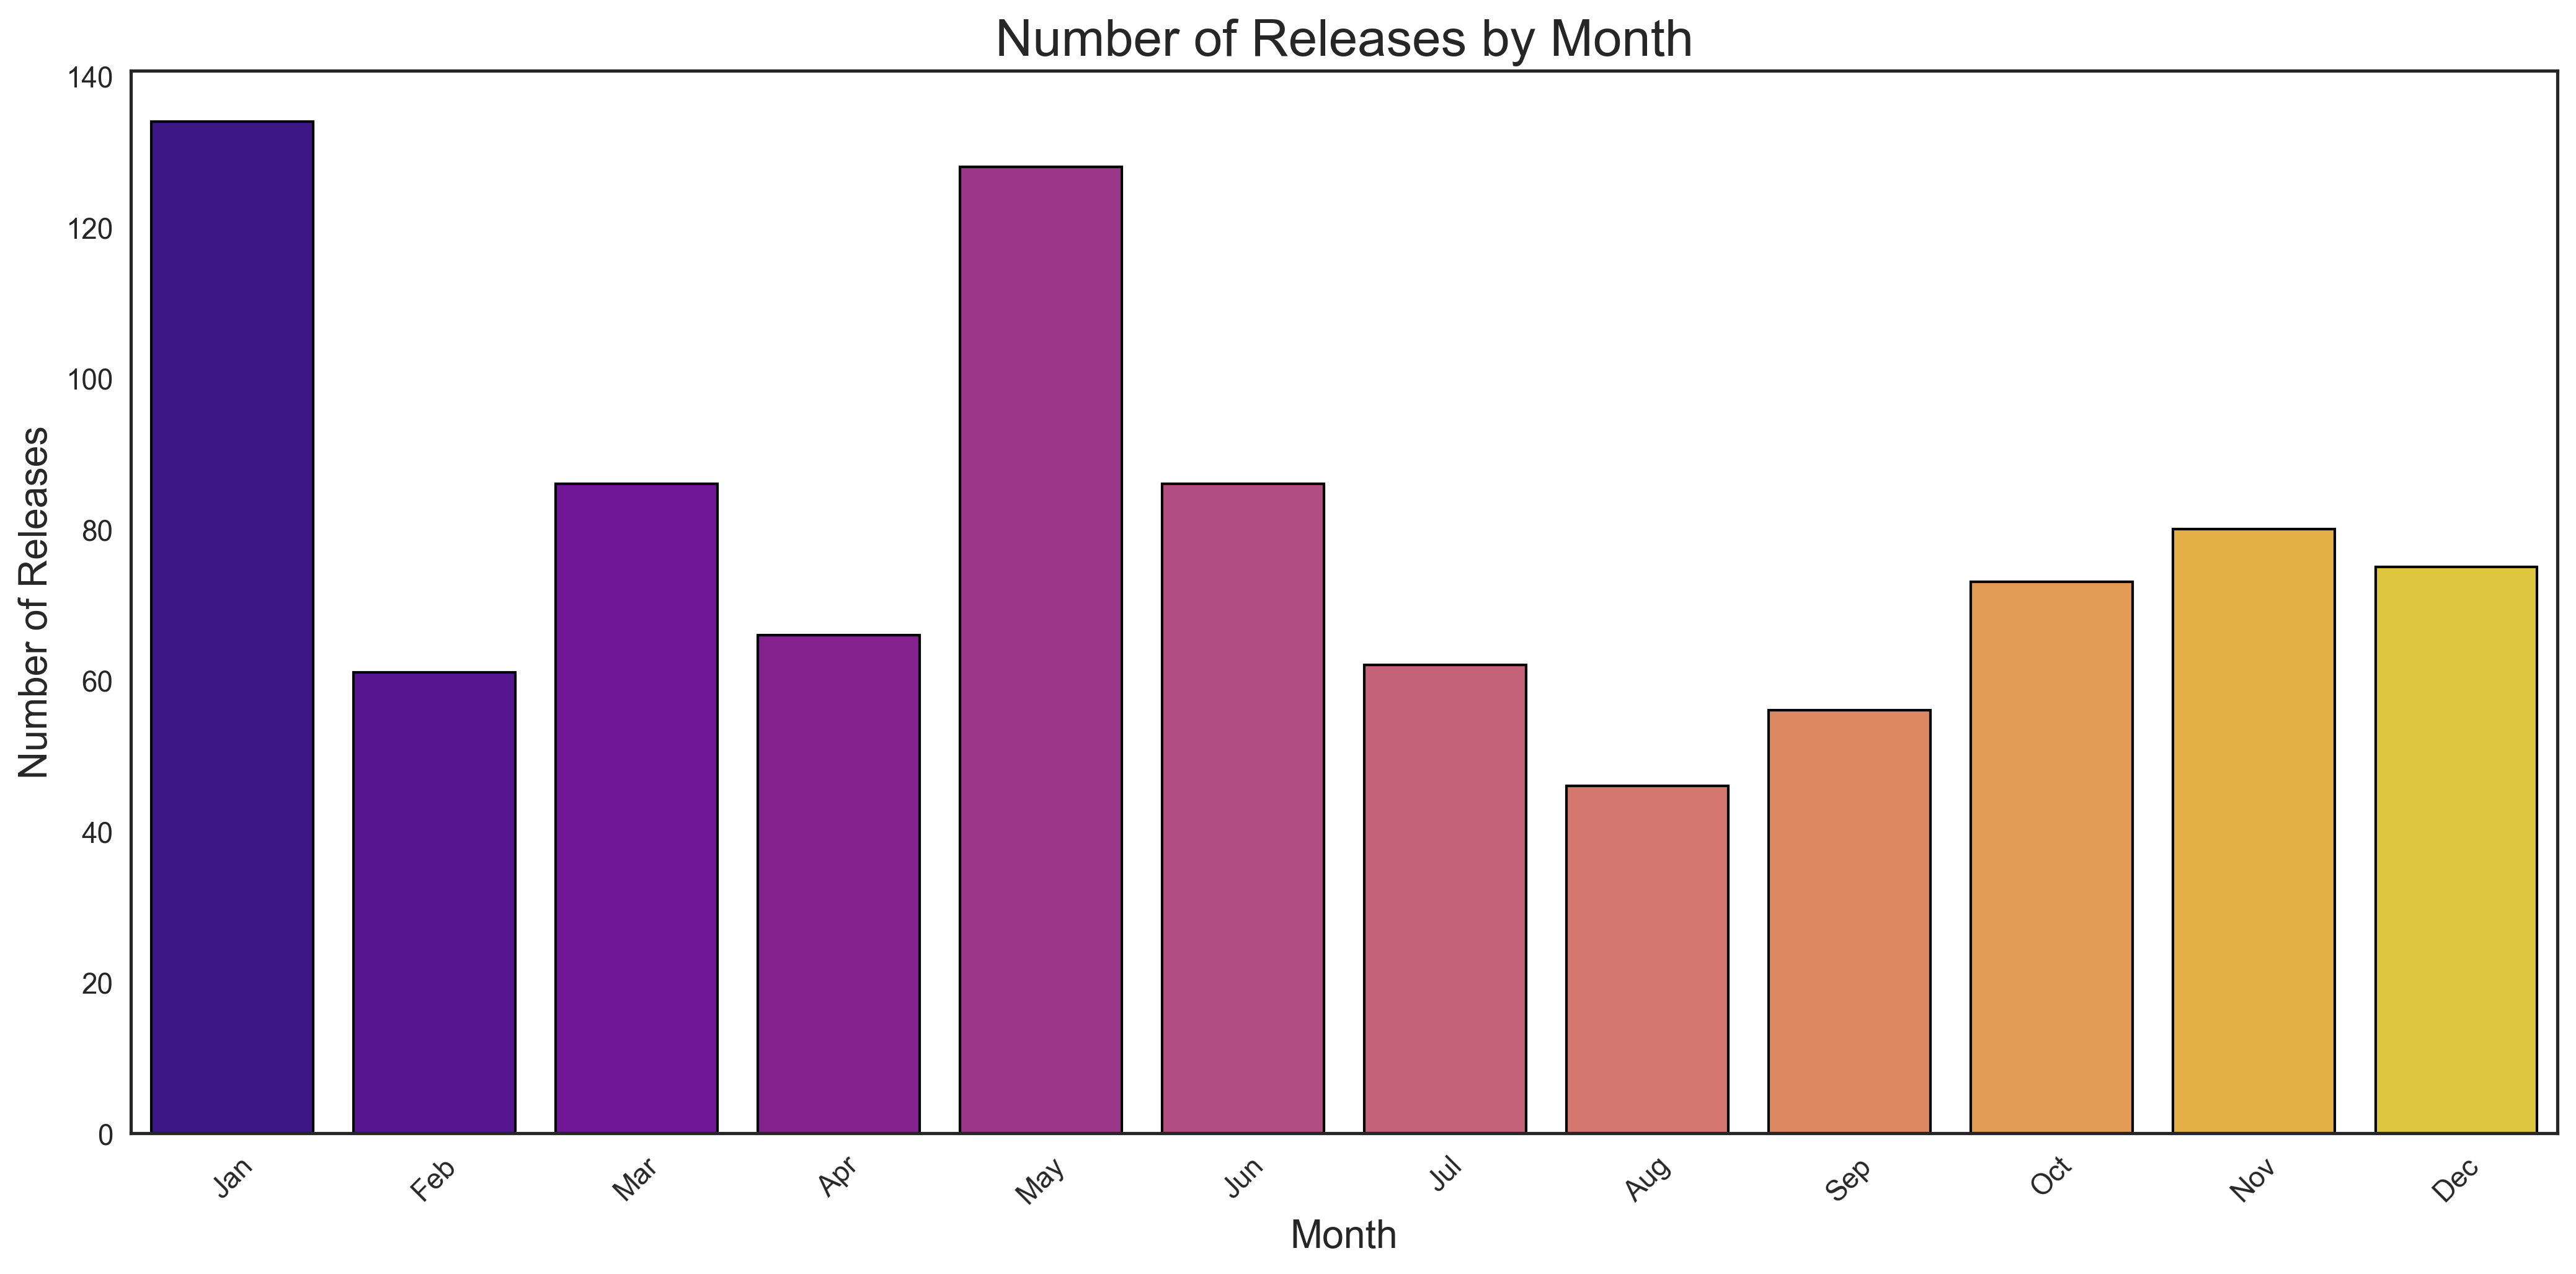 Number of Releases by Month
Number of Releases
140
120
100
80
60
40
20
0
Jan
Feb
Mar
Apr
May
Jun
Jul
Aug
Sep
Oct
Nov
Dec
Month